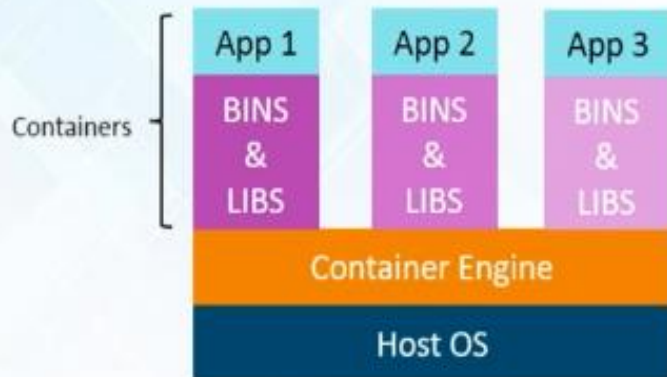 App 1
App 2
App 3
Containers
BINS
&
LIBS
BINS
&
LIBS
BINS
&
LIBS
Container Engine
Host OS